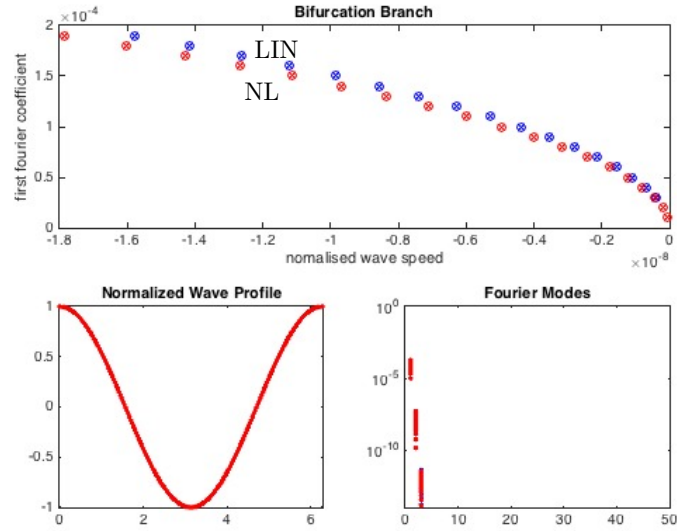 Bifurcation Branch
×10⁻⁴
2
1.5
1
0.5
0
first fourier coefficient
LIN
NL
-1.8 -1.6 -1.4 -1.2 -1 -0.8 -0.6 -0.4 -0.2 0
nomalised wave speed
×10⁻⁸
Normalized Wave Profile
1
0.5
0
-0.5
-1
0 2 4 6
Fourier Modes
10⁰
10⁻⁵
10⁻¹⁰
0 10 20 30 40 50